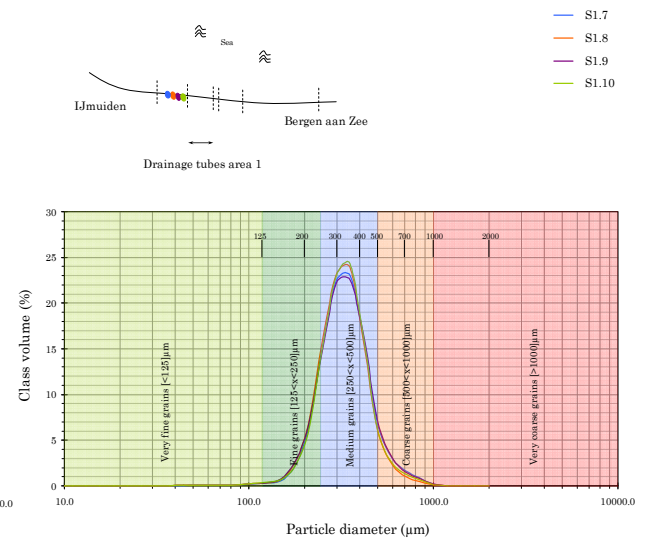 S1.7
S1.8
S1.9
S1.10
Sea
IJmuiden
Bergen aan Zee
Drainage tubes area 1
30
25
20
15
10
5
0
Class volume (%)
125 200 300 400 500 700 1000 2000
Very fine grains [<125]µm
Fine grains [125<x<250]µm
Medium grains [250<x<500]µm
Coarse grains [500<x<1000]µm
Very coarse grains [>1000]µm
0.0 10.0 100.0 1000.0 10000.0
Particle diameter (µm)